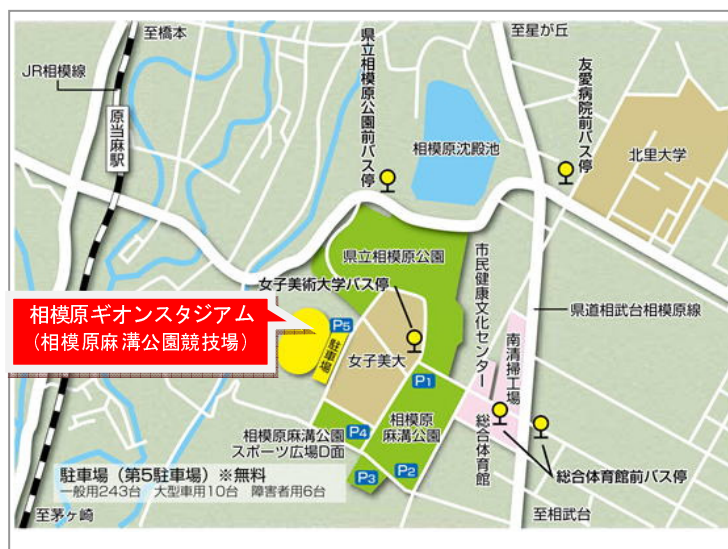 至橋本
至星が丘
JR相模線
県立相模原公園前バス停
友愛病院前バス停
原当麻駅
相模原沈殿池
北里大学
県立相模原公園
市民健康文化センター
女子美術大学バス停
県道相武台相模原線
相模原ギオンスタジアム
(相模原麻溝公園競技場)
P5
駐車場
女子美大
南清掃工場
P1
相模原
麻溝公園
総合体育館
P4
相模原麻溝公園
スポーツ広場D面
総合体育館前バス停
P3
P2
駐車場(第5駐車場)※無料
一般用243台 大型車用10台 障害者用6台
至茅ヶ崎
至相武台